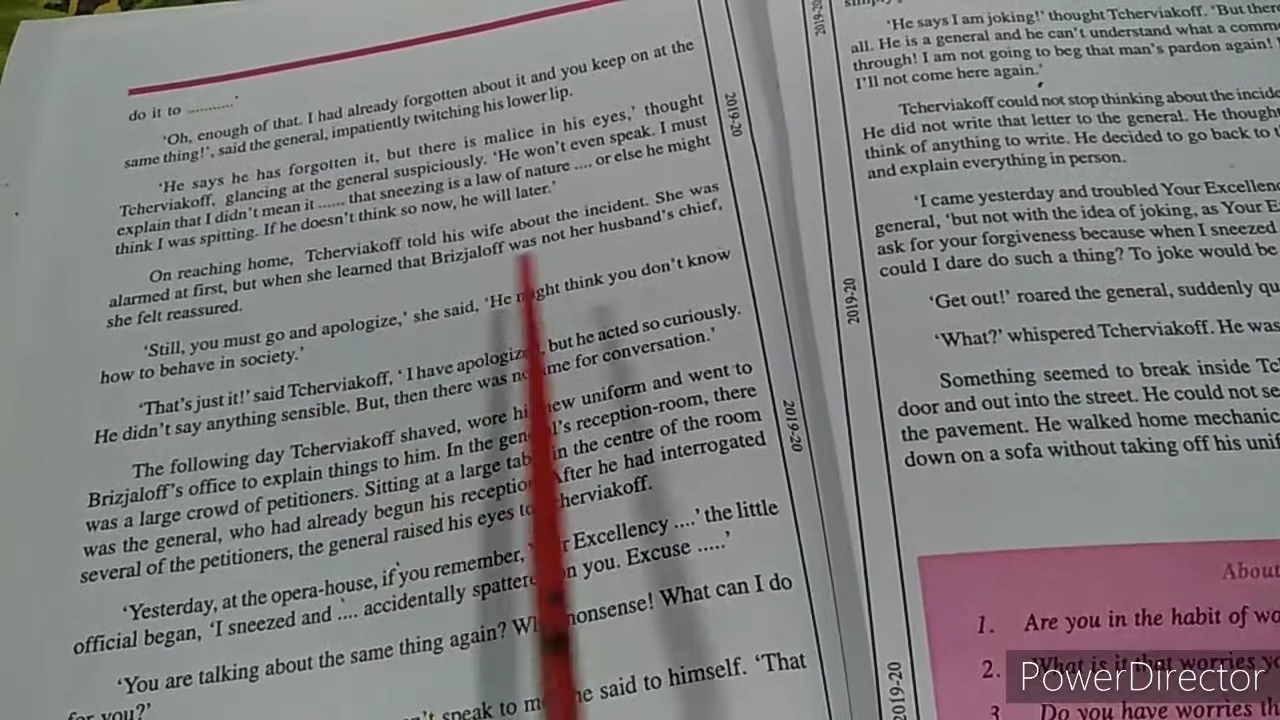 do it to ..........'
'Oh, enough of that. I had already forgotten about it and you keep on at the
same thing!', said the general, impatiently twitching his lower lip.
'He says he has forgotten it, but there is malice in his eyes,' thought
Tcherviakoff, glancing at the general suspiciously. 'He won't even speak. I must
explain that I didn't mean it ...... that sneezing is a law of nature .... or else he might
think I was spitting. If he doesn't think so now, he will later.'
On reaching home, Tcherviakoff told his wife about the incident. She was
alarmed at first, but when she learned that Brizjaloff was not her husband's chief,
she felt reassured.
'Still, you must go and apologize,' she said, 'He might think you don't know
how to behave in society.'
'That's just it!' said Tcherviakoff, 'I have apologiz , but he acted so curiously.
He didn't say anything sensible. But, then there was no time for conversation.'
The following day Tcherviakoff shaved, wore hi new uniform and went to
Brizjaloff's office to explain things to him. In the gen l's reception-room, there
was a large crowd of petitioners. Sitting at a large tab in the centre of the room
was the general, who had already begun his receptio After he had interrogated
several of the petitioners, the general raised his eyes to Tcherviakoff.
'Yesterday, at the opera-house, if you remember, r Excellency ....' the little
official began, 'I sneezed and .... accidentally spattere on you. Excuse .....'
'You are talking about the same thing again? Wh nonsense! What can I do
for you?'
't speak to me he said to himself. 'That
2019-20
2019-20
2019-20
2019-20
2019-20
'He says I am joking!' thought Tcherviakoff. 'But there
all. He is a general and he can't understand what a comm
through! I am not going to beg that man's pardon again!
I'll not come here again.'
Tcherviakoff could not stop thinking about the incide
He did not write that letter to the general. He thought
think of anything to write. He decided to go back to
and explain everything in person.
'I came yesterday and troubled Your Excellenc
general, 'but not with the idea of joking, as Your E
ask for your forgiveness because when I sneezed
could I dare do such a thing? To joke would be
'Get out!' roared the general, suddenly qu
'What?' whispered Tcherviakoff. He was
Something seemed to break inside Tc
door and out into the street. He could not se
the pavement. He walked home mechanic
down on a sofa without taking off his unif
About
1. Are you in the habit of wo
2. What is it that worries yo
3 Do you have worries th
PowerDirector